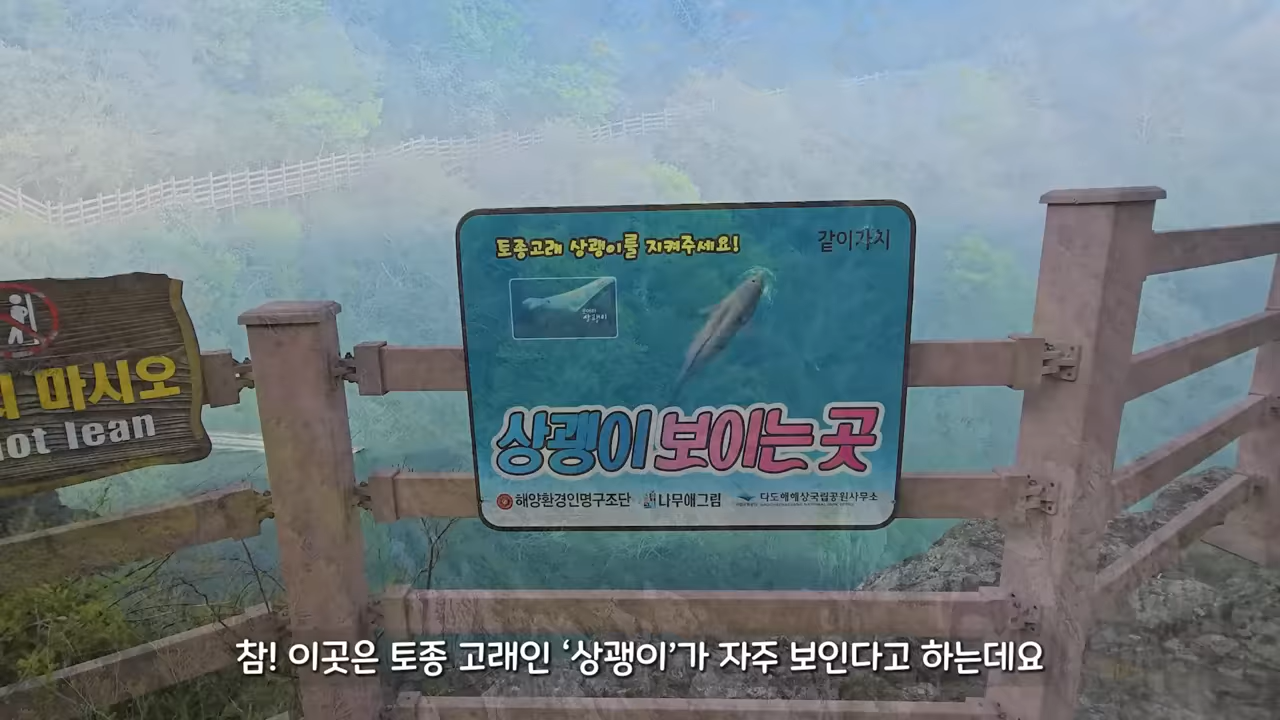 토종고래 상괭이를 지켜주세요!
같이가치
상괭이
상괭이 보이는 곳
해양환경인명구조단
나무애그림
다도해해상국립공원사무소
마시오
not lean
참! 이곳은 토종 고래인 ‘상괭이’가 자주 보인다고 하는데요